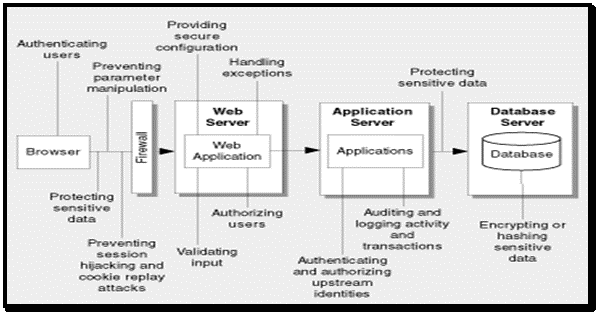 Providing
secure
configuration
Authenticating
users
Preventing
parameter
manipulation
Handling
exceptions
Protecting
sensitive data
Firewall
Web
Server
Application
Server
Database
Server
Browser
Web
Application
Applications
Database
Protecting
sensitive
data
Authorizing
users
Auditing and
logging activity
and
transactions
Preventing
session
hijacking and
cookie replay
attacks
Validating
input
Authenticating
and authorizing
upstream
identities
Encrypting or
hashing
sensitive
data